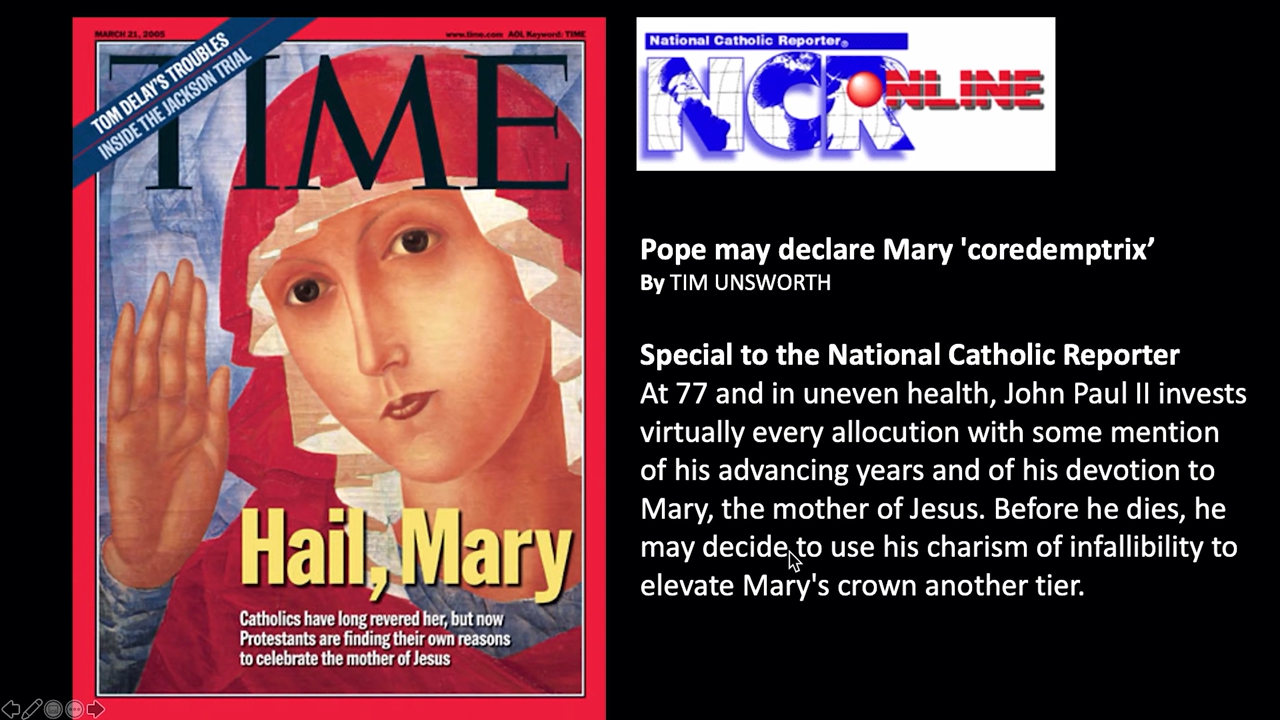 MARCH 21, 2005
www.time.com AOL Keyword: TIME
TOM DELAY'S TROUBLES
INSIDE THE JACKSON TRIAL
TIME
Hail, Mary
Catholics have long revered her, but now
Protestants are finding their own reasons
to celebrate the mother of Jesus
National Catholic Reporter®
NCR ONLINE
Pope may declare Mary 'coredemptrix’
By TIM UNSWORTH
Special to the National Catholic Reporter
At 77 and in uneven health, John Paul II invests
virtually every allocution with some mention
of his advancing years and of his devotion to
Mary, the mother of Jesus. Before he dies, he
may decide to use his charism of infallibility to
elevate Mary's crown another tier.